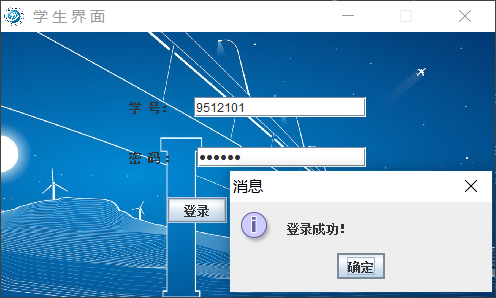 学生界面
学 号： 9512101
密 码： ●●●●●●
登录
消息
登录成功！
确定